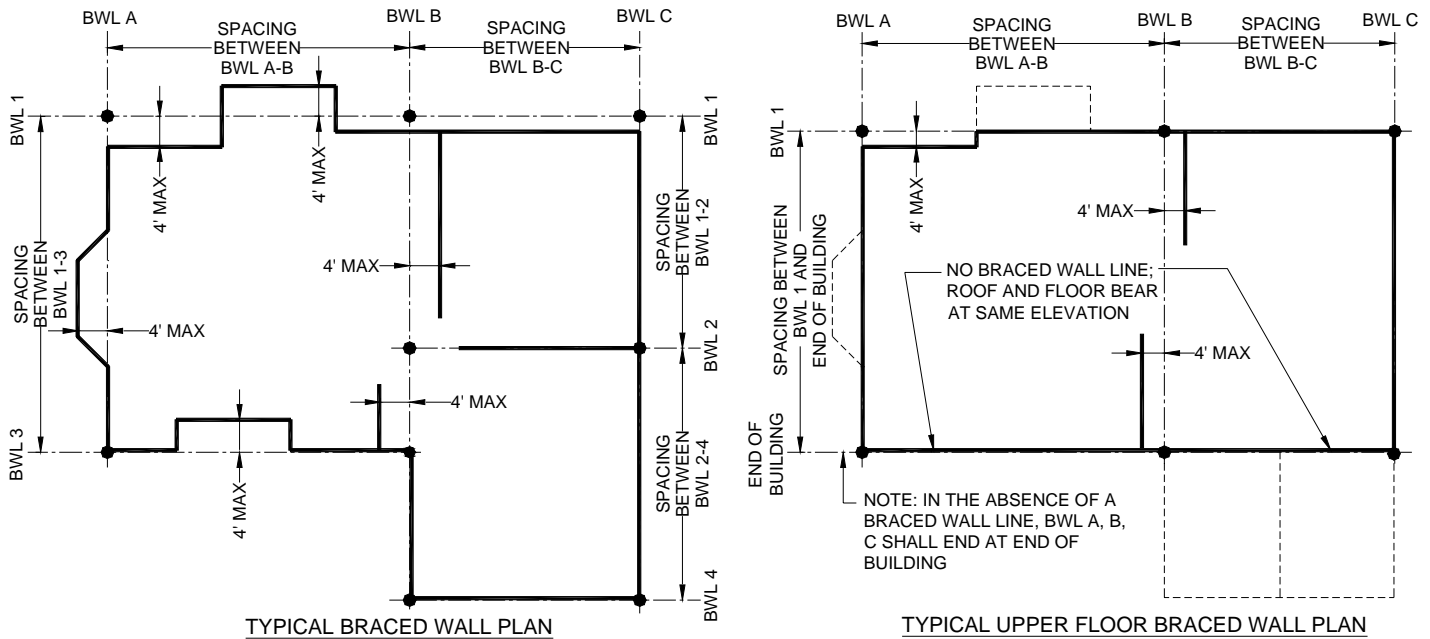 BWL A
BWL B
BWL C
SPACING
BETWEEN
BWL A-B
SPACING
BETWEEN
BWL B-C
BWL 1
BWL 1
4' MAX
4' MAX
SPACING
BETWEEN
BWL 1-3
4' MAX
4' MAX
SPACING
BETWEEN
BWL 1-2
BWL 2
4' MAX
4' MAX
BWL 3
SPACING
BETWEEN
BWL 2-4
BWL 4
TYPICAL BRACED WALL PLAN
BWL A
BWL B
BWL C
SPACING
BETWEEN
BWL A-B
SPACING
BETWEEN
BWL B-C
BWL 1
BWL 1
4' MAX
4' MAX
SPACING BETWEEN
BWL 1 AND
END OF BUILDING
NO BRACED WALL LINE;
ROOF AND FLOOR BEAR
AT SAME ELEVATION
4' MAX
END OF
BUILDING
NOTE: IN THE ABSENCE OF A
BRACED WALL LINE, BWL A, B,
C SHALL END AT END OF
BUILDING
TYPICAL UPPER FLOOR BRACED WALL PLAN